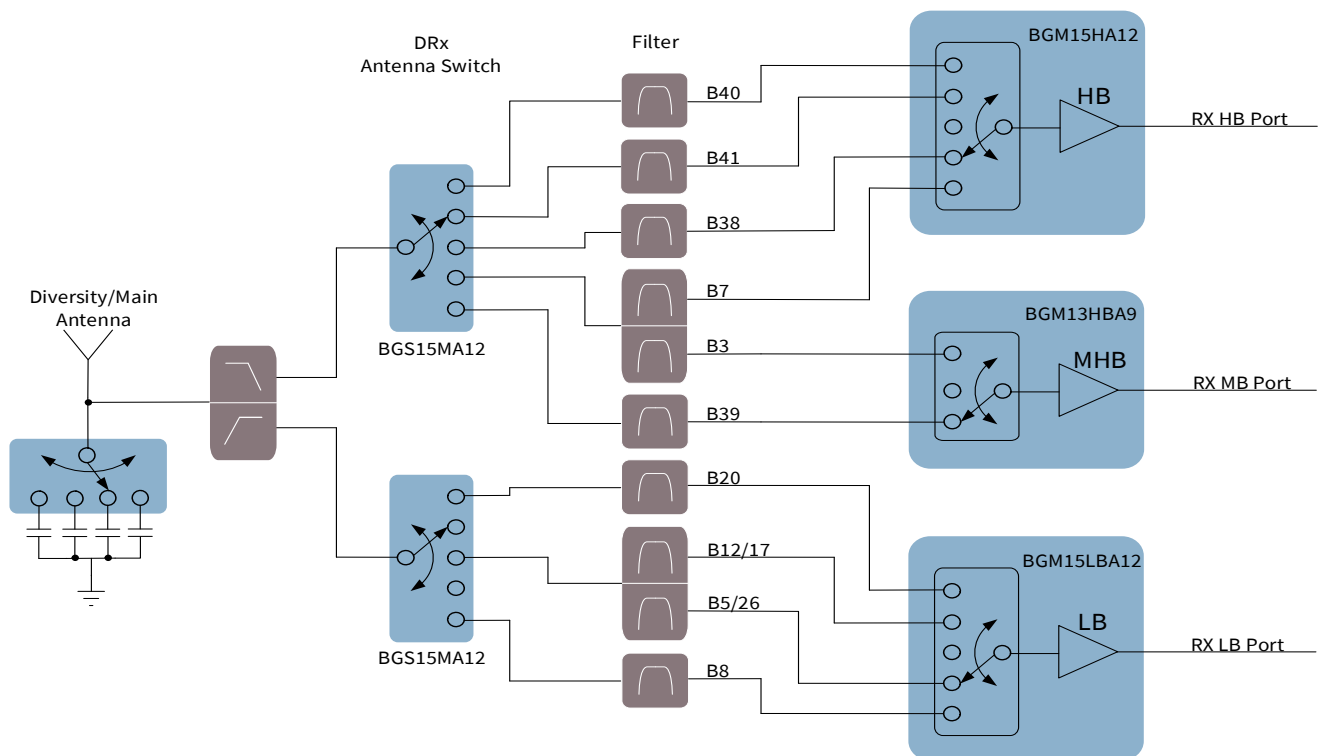 DRx
Antenna Switch
Filter
BGM15HA12
B40
HB
RX HB Port
B41
B38
Diversity/Main
Antenna
B7
BGM13HBA9
BGS15MA12
B3
MHB
RX MB Port
B39
B20
B12/17
BGM15LBA12
B5/26
LB
RX LB Port
BGS15MA12
B8